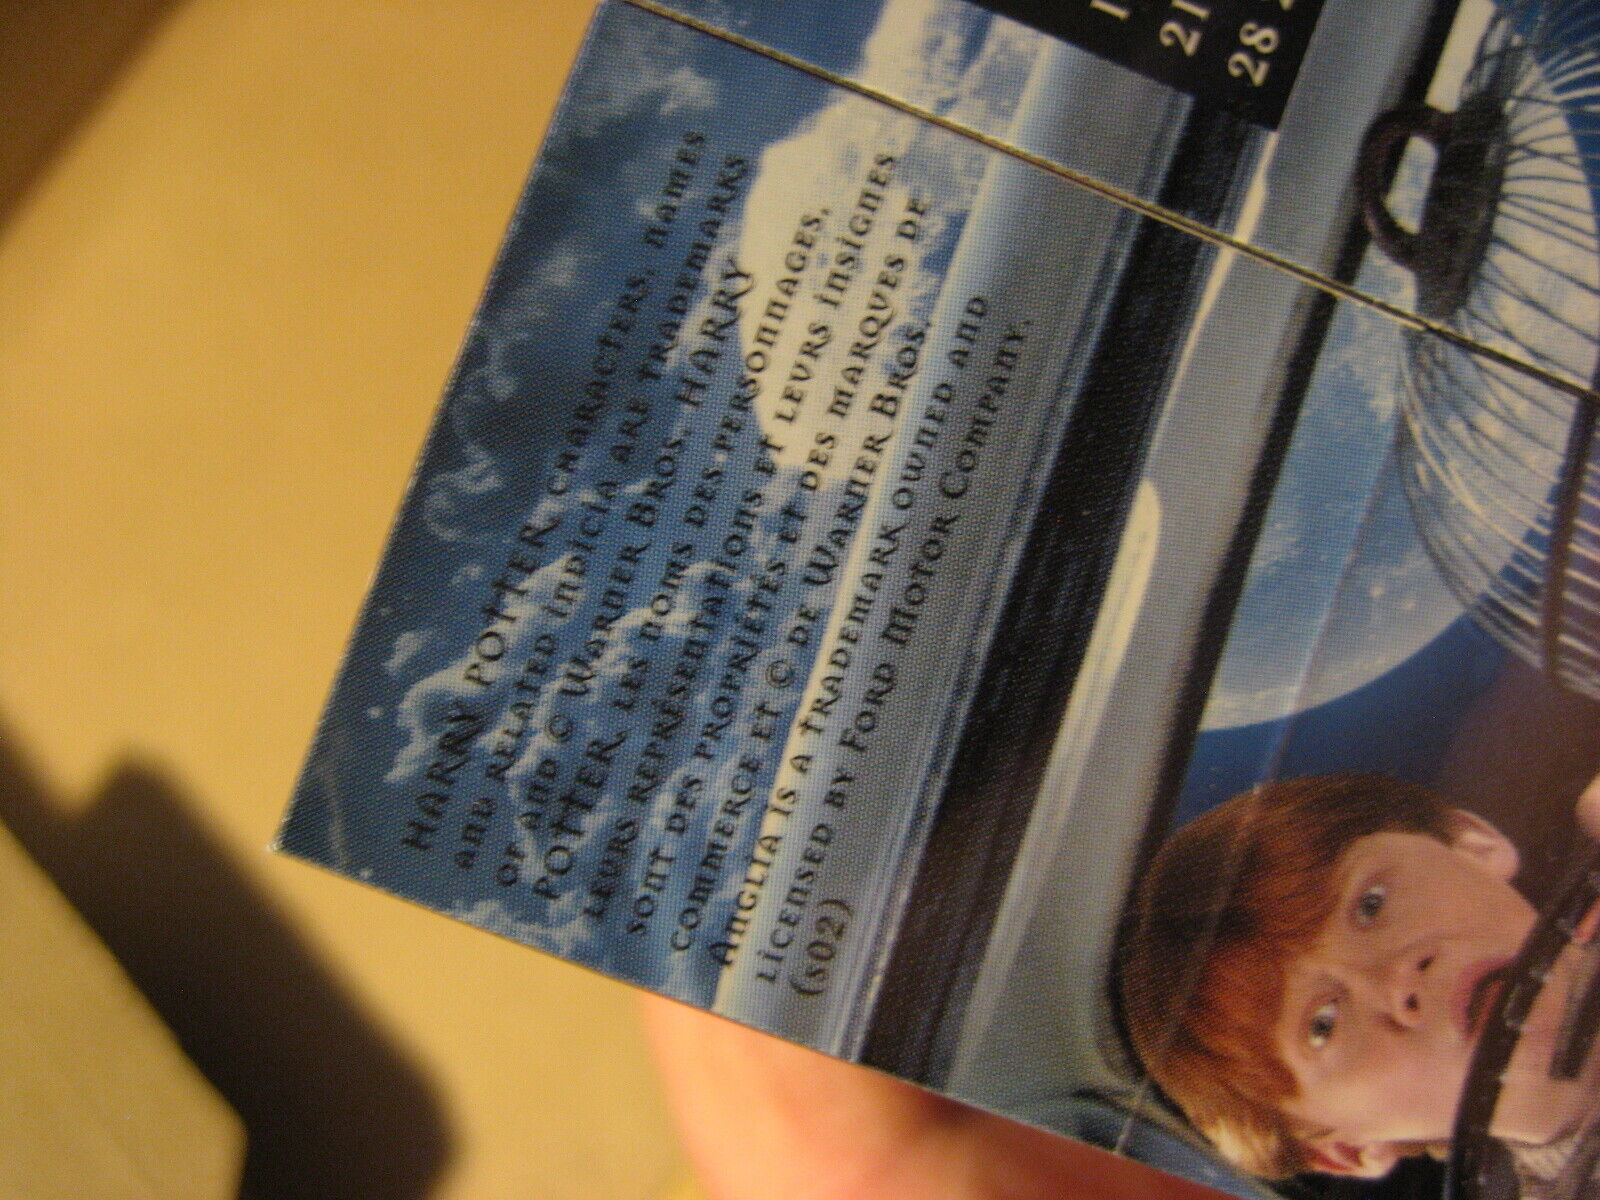 HARRY POTTER, CHARACTERS, NAMES
AND RELATED INDICIA ARE TRADEMARKS
OF AND © WARNER BROS. HARRY
POTTER, LES NOMS DES PERSONNAGES,
LEURS REPRÉSENTATIONS ET LEURS INSIGNES
SONT DES PROPRIÉTÉS ET DES MARQUES DE
COMMERCE ET © DE WARNER BROS.
ANGLIA IS A TRADEMARK OWNED AND
LICENSED BY FORD MOTOR COMPANY.
(s02)
21
28